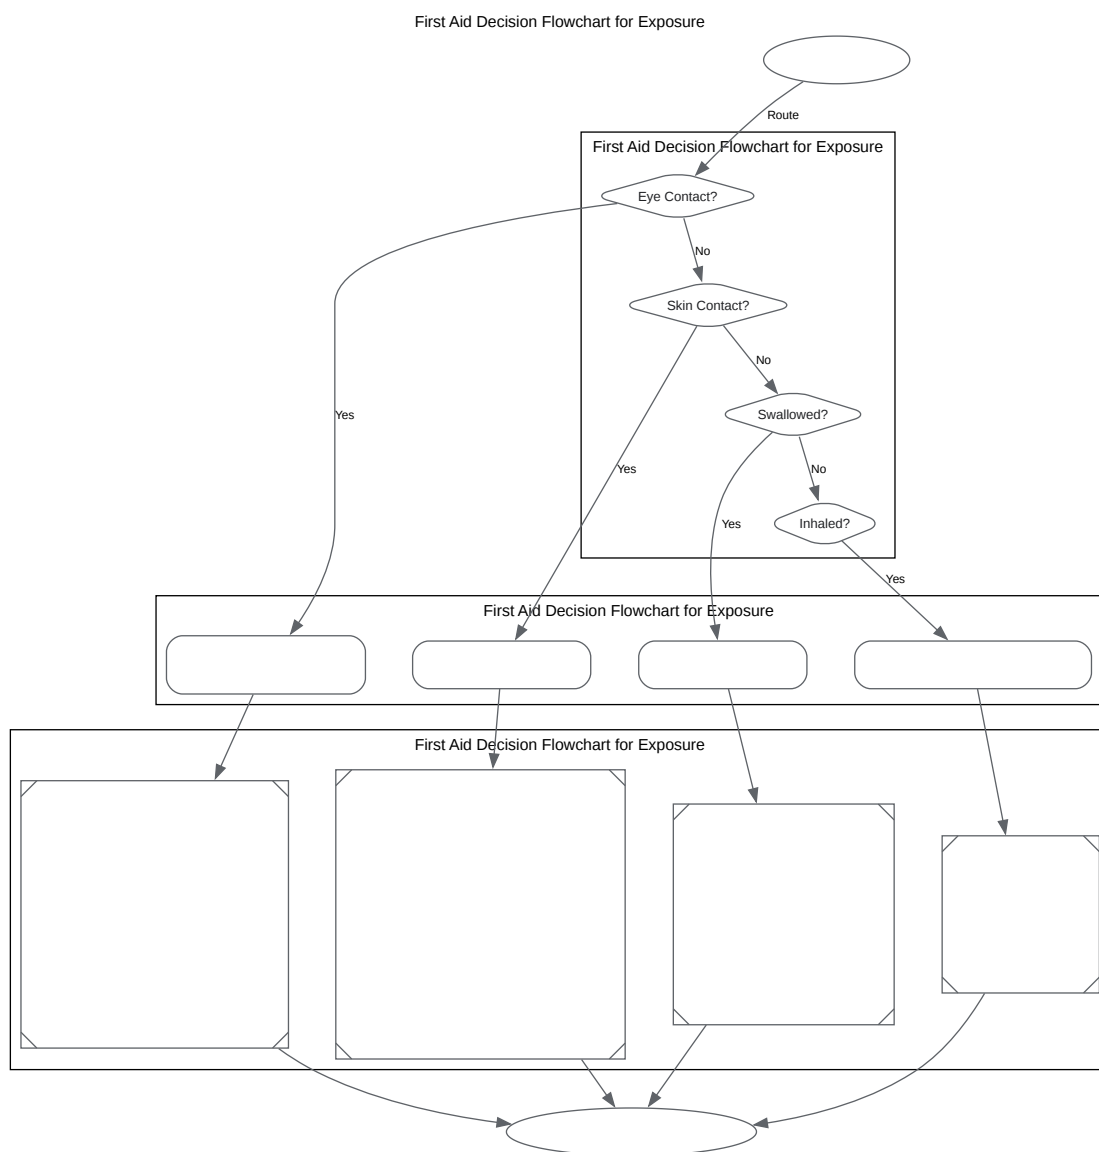 First Aid Decision Flowchart for Exposure
Route
First Aid Decision Flowchart for Exposure
Eye Contact?
No
Skin Contact?
No
Yes
Swallowed?
Yes
No
Yes
Inhaled?
Yes
First Aid Decision Flowchart for Exposure
First Aid Decision Flowchart for Exposure